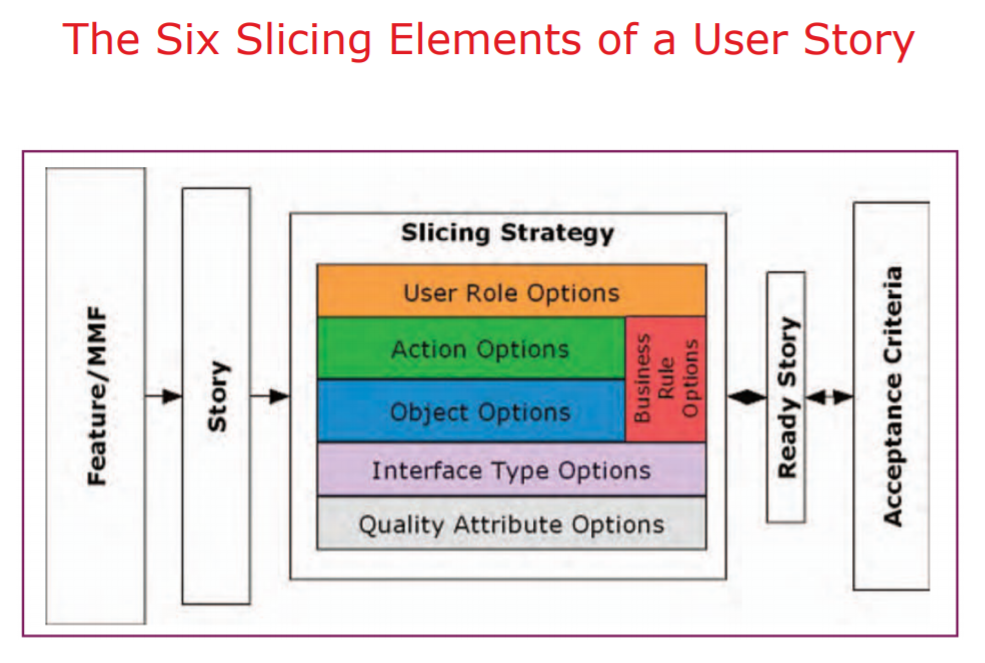 The Six Slicing Elements of a User Story
Feature/MMF
Story
Slicing Strategy
User Role Options
Action Options
Object Options
Business
Rule
Options
Interface Type Options
Quality Attribute Options
Ready Story
Acceptance Criteria